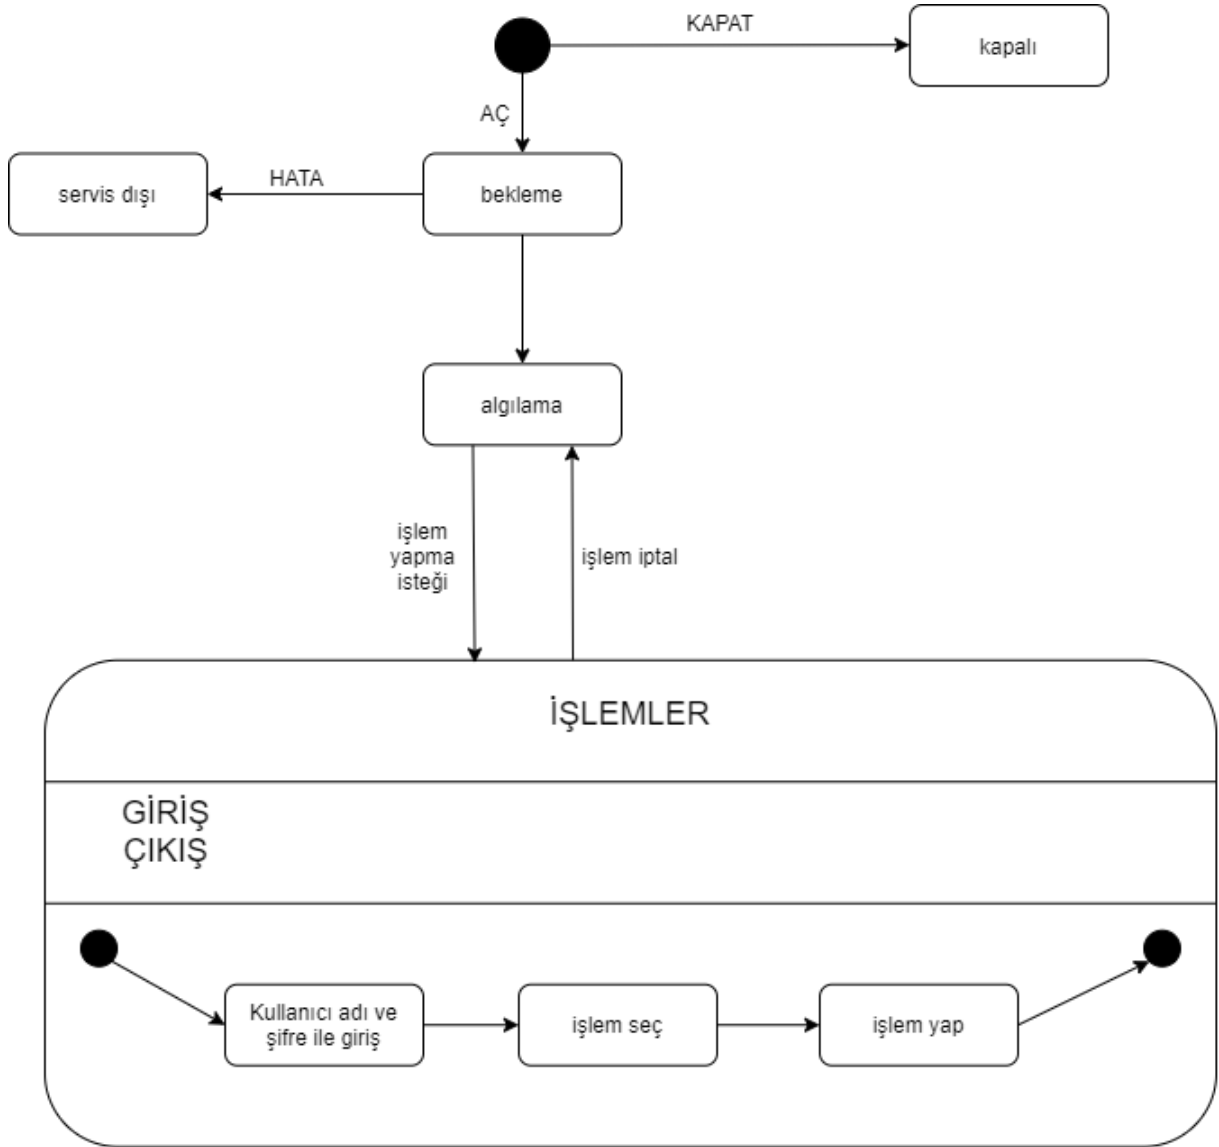 KAPAT
kapalı
AÇ
servis dışı
HATA
bekleme
algılama
işlem
yapma
isteği
işlem iptal
İŞLEMLER
GİRİŞ
ÇIKIŞ
Kullanıcı adı ve
şifre ile giriş
işlem seç
işlem yap